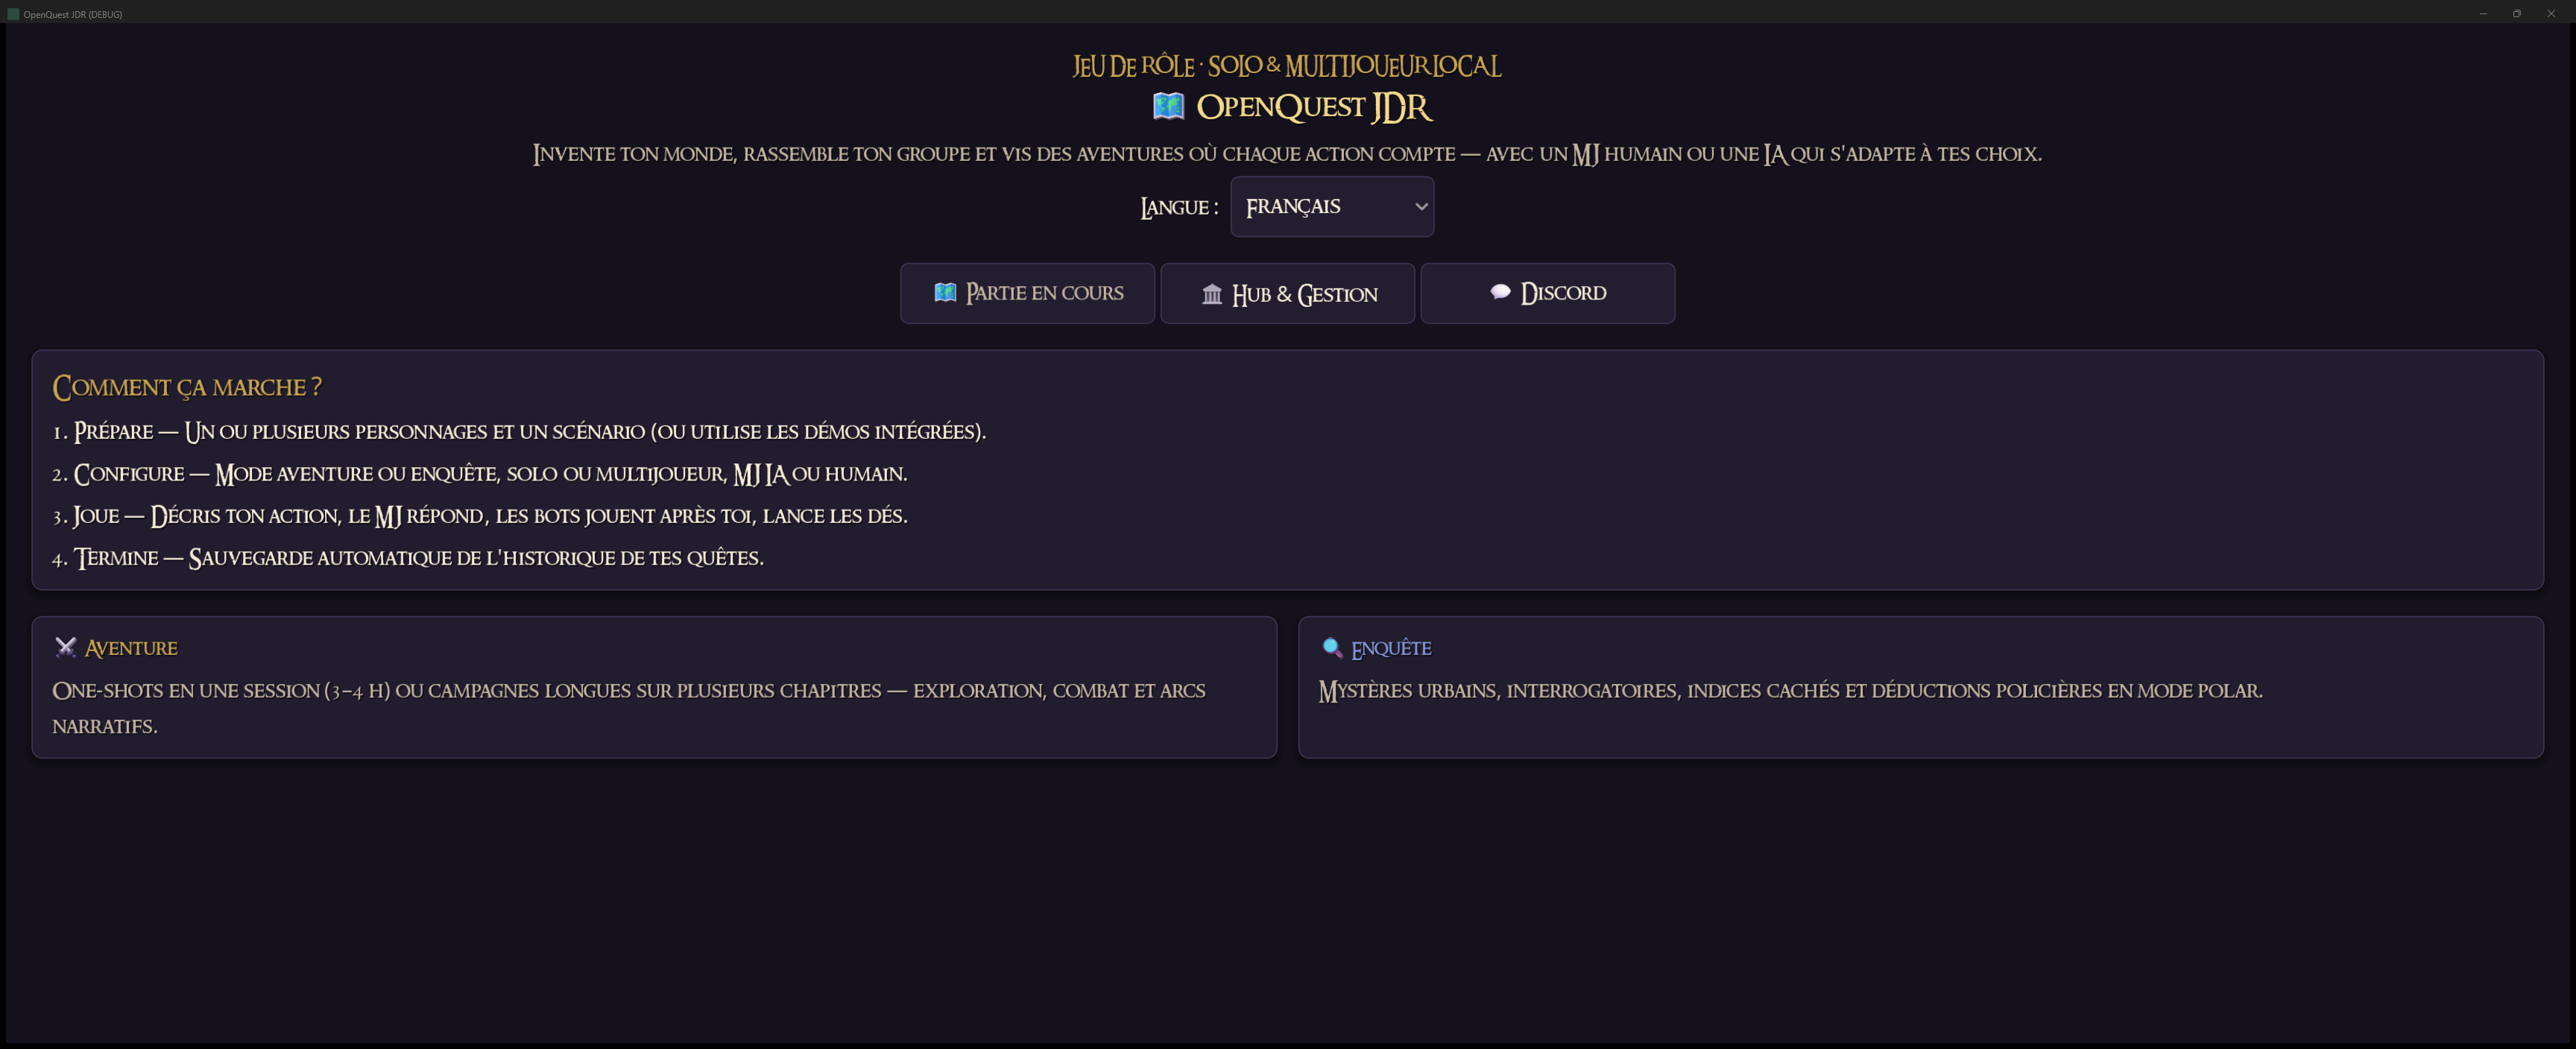 OpenQuest JDR (DEBUG)
Jeu De rôle · Solo & Multijoueur local
OpenQuest JDR
Invente ton monde, rassemble ton groupe et vis des aventures où chaque action compte — avec un MJ humain ou une IA qui s'adapte à tes choix.
Langue :
Français
Partie en cours
Hub & Gestion
Discord
Comment ça marche ?
1. Prépare — Un ou plusieurs personnages et un scénario (ou utilise les démos intégrées).
2. Configure — Mode aventure ou enquête, solo ou multijoueur, MJ IA ou humain.
3. Joue — Décris ton action, le MJ répond, les bots jouent après toi, lance les dés.
4. Termine — Sauvegarde automatique de l'historique de tes quêtes.
Aventure
One-shots en une session (3–4 h) ou campagnes longues sur plusieurs chapitres — exploration, combat et arcs
narratifs.
Enquête
Mystères urbains, interrogatoires, indices cachés et déductions policières en mode polar.